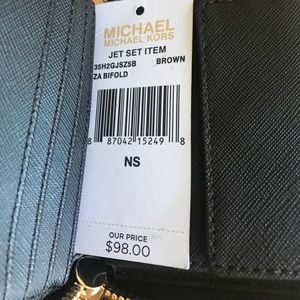 MICHAEL
MICHAEL KORS
JET SET ITEM
35H2GJSZ5B BROWN
ZA BIFOLD
8 87042 15249 8
NS
OUR PRICE
$98.00